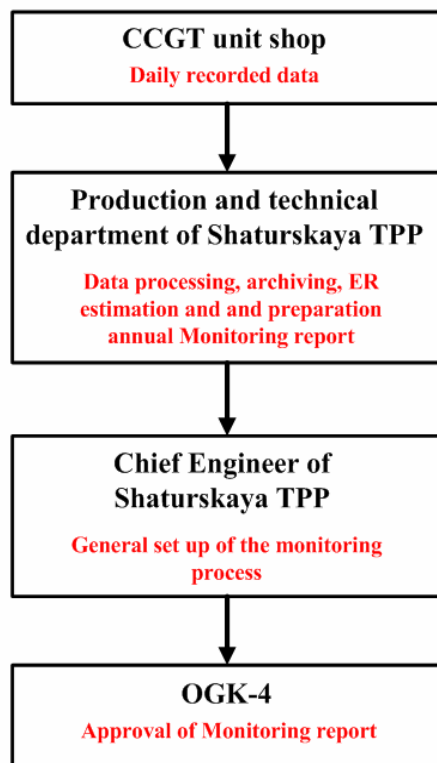 CCGT unit shop
Daily recorded data
Production and technical
department of Shaturskaya TPP
Data processing, archiving, ER
estimation and and preparation
annual Monitoring report
Chief Engineer of
Shaturskaya TPP
General set up of the monitoring
process
OGK-4
Approval of Monitoring report